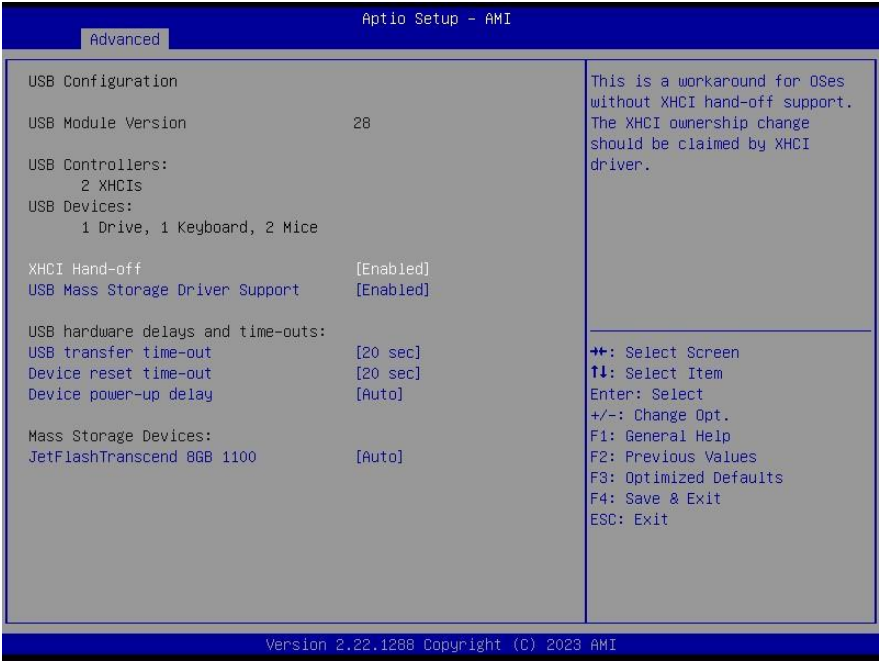 Aptio Setup - AMI
Advanced
USB Configuration
USB Module Version 28
USB Controllers:
2 XHCIs
USB Devices:
1 Drive, 1 Keyboard, 2 Mice
XHCI Hand-off [Enabled]
USB Mass Storage Driver Support [Enabled]
USB hardware delays and time-outs:
USB transfer time-out [20 sec]
Device reset time-out [20 sec]
Device power-up delay [Auto]
Mass Storage Devices:
JetFlashTranscend 8GB 1100 [Auto]
This is a workaround for OSes
without XHCI hand-off support.
The XHCI ownership change
should be claimed by XHCI
driver.
→←: Select Screen
↑↓: Select Item
Enter: Select
+/-: Change Opt.
F1: General Help
F2: Previous Values
F3: Optimized Defaults
F4: Save & Exit
ESC: Exit
Version 2.22.1288 Copyright (C) 2023 AMI